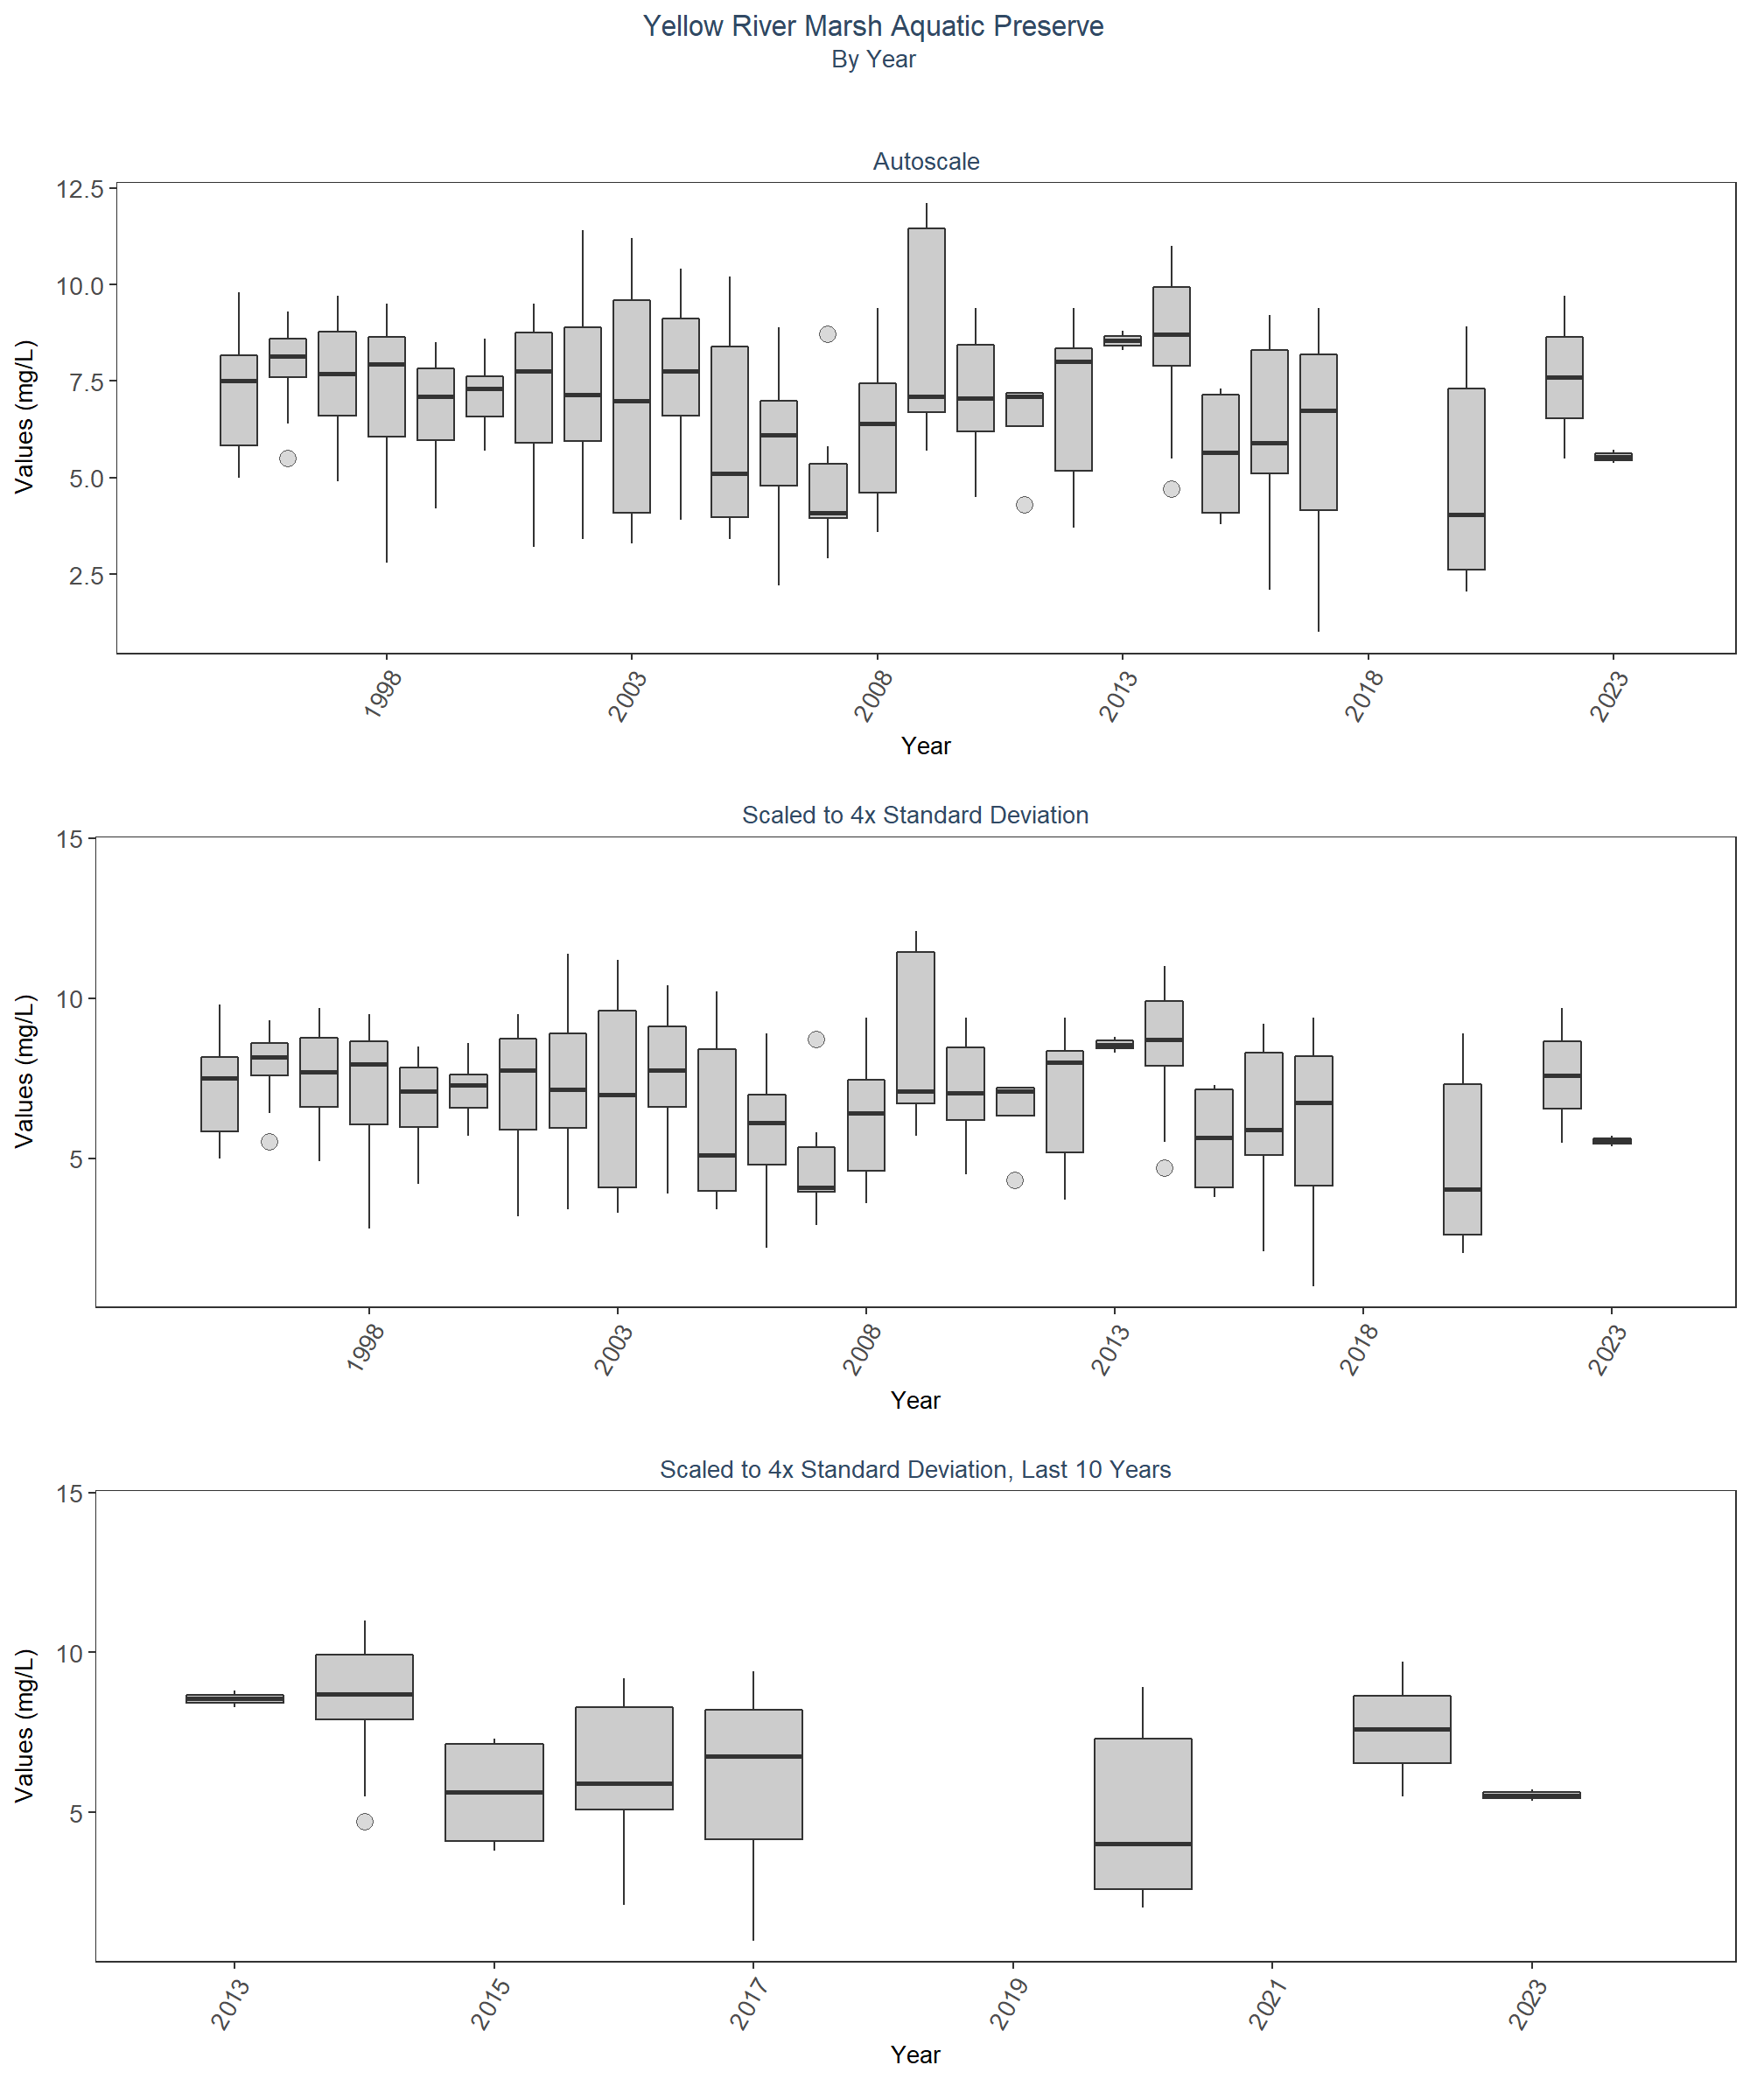 Yellow River Marsh Aquatic Preserve
By Year
Autoscale
12.5
10.0
7.5
5.0
2.5
Values (mg/L)
1998 2003 2008 2013 2018 2023
Year
Scaled to 4x Standard Deviation
15
10
5
Values (mg/L)
1998 2003 2008 2013 2018 2023
Year
Scaled to 4x Standard Deviation, Last 10 Years
15
10
5
Values (mg/L)
2013 2015 2017 2019 2021 2023
Year